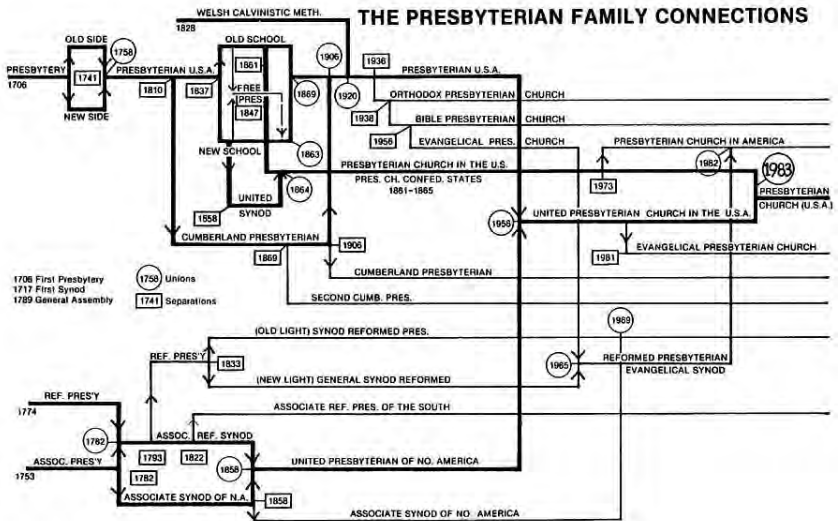 THE PRESBYTERIAN FAMILY CONNECTIONS
WELSH CALVINISTIC METH.
1828
OLD SIDE
1758
OLD SCHOOL
1906
1936
PRESBYTERY
1706
1741
PRESBYTERIAN U.S.A.
1861
PRESBYTERIAN U.S.A.
NEW SIDE
1810
1837
FREE
PRES.
1847
1869
1920
ORTHODOX PRESBYTERIAN CHURCH
1938
BIBLE PRESBYTERIAN CHURCH
1956
EVANGELICAL PRES. CHURCH
PRESBYTERIAN CHURCH IN AMERICA
NEW SCHOOL
1863
1982
PRESBYTERIAN CHURCH IN THE U.S.
1983
1864
PRES. CH. CONFED. STATES
1861-1865
1973
PRESBYTERIAN
CHURCH (U.S.A.)
UNITED
SYNOD
1558
1958
UNITED PRESBYTERIAN CHURCH IN THE U.S.A.
CUMBERLAND PRESBYTERIAN
1906
1869
1981
EVANGELICAL PRESBYTERIAN CHURCH
1706 First Presbytery
1717 First Synod
1789 General Assembly
1758 Unions
1741 Separations
CUMBERLAND PRESBYTERIAN
SECOND CUMB. PRES.
1969
(OLD LIGHT) SYNOD REFORMED PRES.
REF. PRES'Y
1833
1965
REFORMED PRESBYTERIAN
EVANGELICAL SYNOD
(NEW LIGHT) GENERAL SYNOD REFORMED
REF. PRES'Y
1774
ASSOCIATE REF. PRES. OF THE SOUTH
1782
ASSOC. REF. SYNOD
1793
1822
1782
1858
UNITED PRESBYTERIAN OF NO. AMERICA
ASSOC. PRES'Y
1753
ASSOCIATE SYNOD OF N.A.
1858
ASSOCIATE SYNOD OF NO. AMERICA